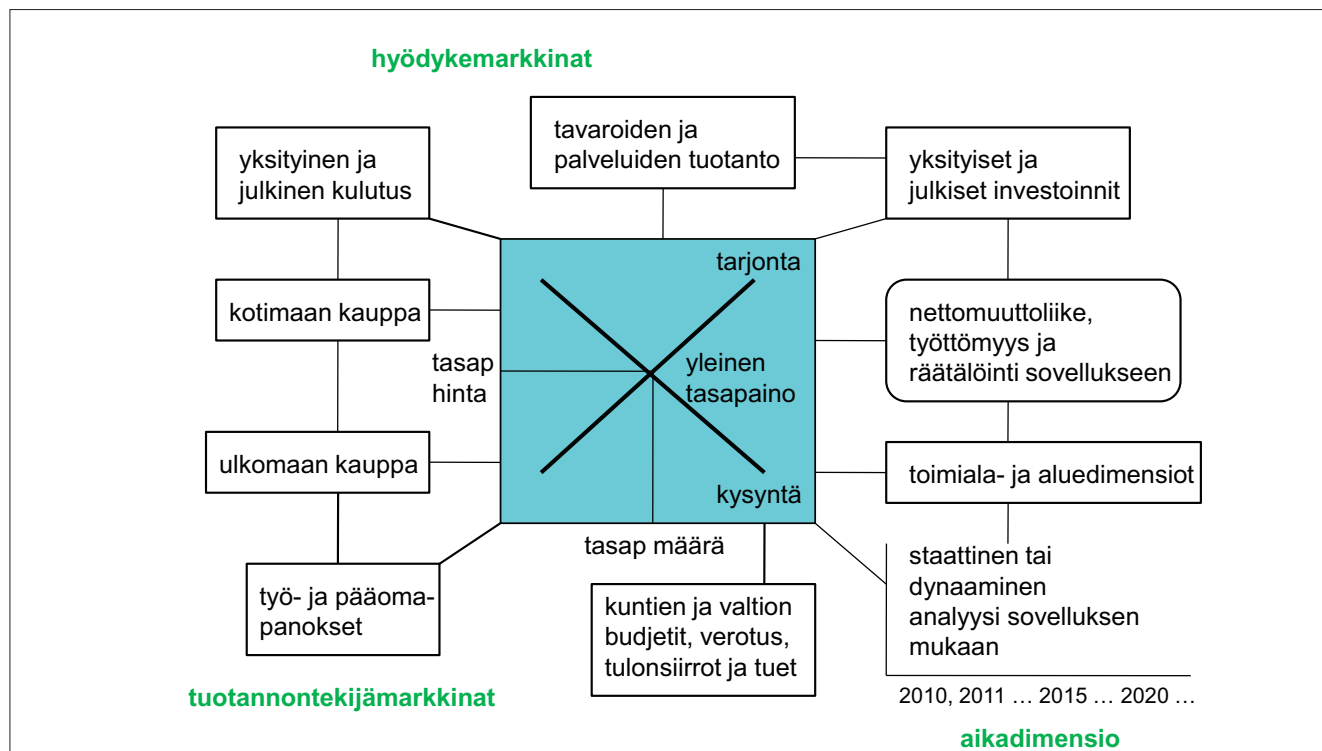 hyödykemarkkinat
yksityinen ja
julkinen kulutus
tavaroiden ja
palveluiden tuotanto
yksityiset ja
julkiset investoinnit
kotimaan kauppa
ulkomaan kauppa
työ- ja pääoma-
panokset
tuotannontekijämarkkinat
tarjonta
tasap
hinta
yleinen
tasapaino
kysyntä
tasap määrä
kuntien ja valtion
budjetit, verotus,
tulonsiirrot ja tuet
nettomuuttoliike,
työttömyys ja
räätälöinti sovellukseen
toimiala- ja aluedimensiot
staattinen tai
dynaaminen
analyysi sovelluksen
mukaan
2010, 2011 … 2015 … 2020 …
aikadimensio